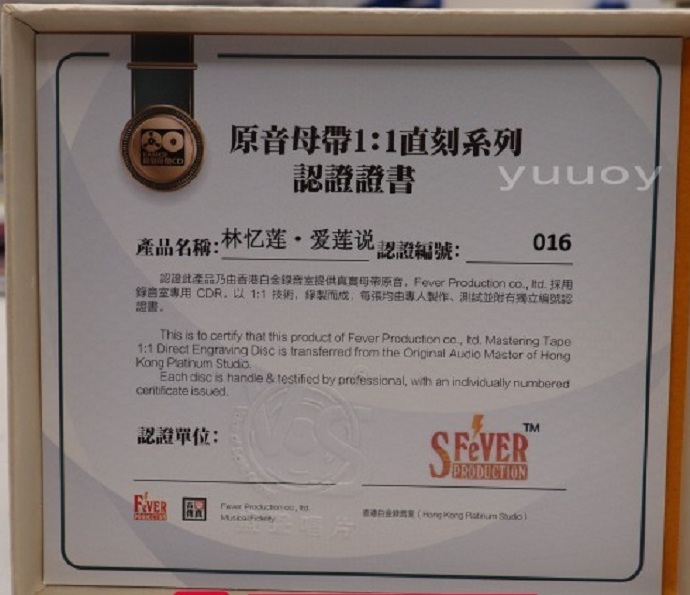 原音母帶1:1直刻系列
認證證書
yuuoy
產品名稱:林忆莲·爱莲说 認證編號: 016
認證此產品乃由香港白金錄音室提供真實母帶原音，Fever Production co., ltd. 採用
錄音室專用 CDR，以 1:1 技術，錄製而成，每張均由專人製作、測試並附有獨立編號認
證書。
This is to certify that this product of Fever Production co., ltd. Mastering Tape
1:1 Direct Engraving Disc is transferred from the Original Audio Master of Hong
Kong Platinum Studio.
Each disc is handle & testified by professional, with an individually numbered
certificate issued.
認證單位:
SFeVER TM
PRODUCTION
FeVER
PRODUCTION
Fever Production co., ltd.
Musical Fidelity
香港白金錄音室（Hong Kong Platinum Studio）